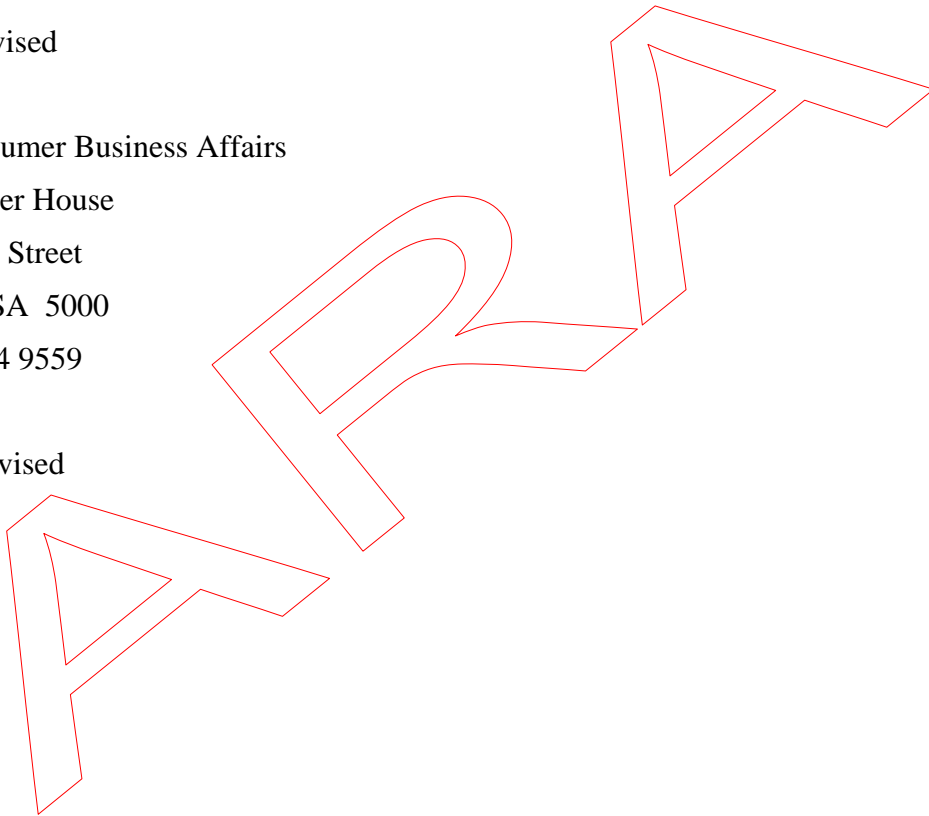 vised
umer Business Affairs
er House
Street
SA 5000
4 9559
vised
ARA